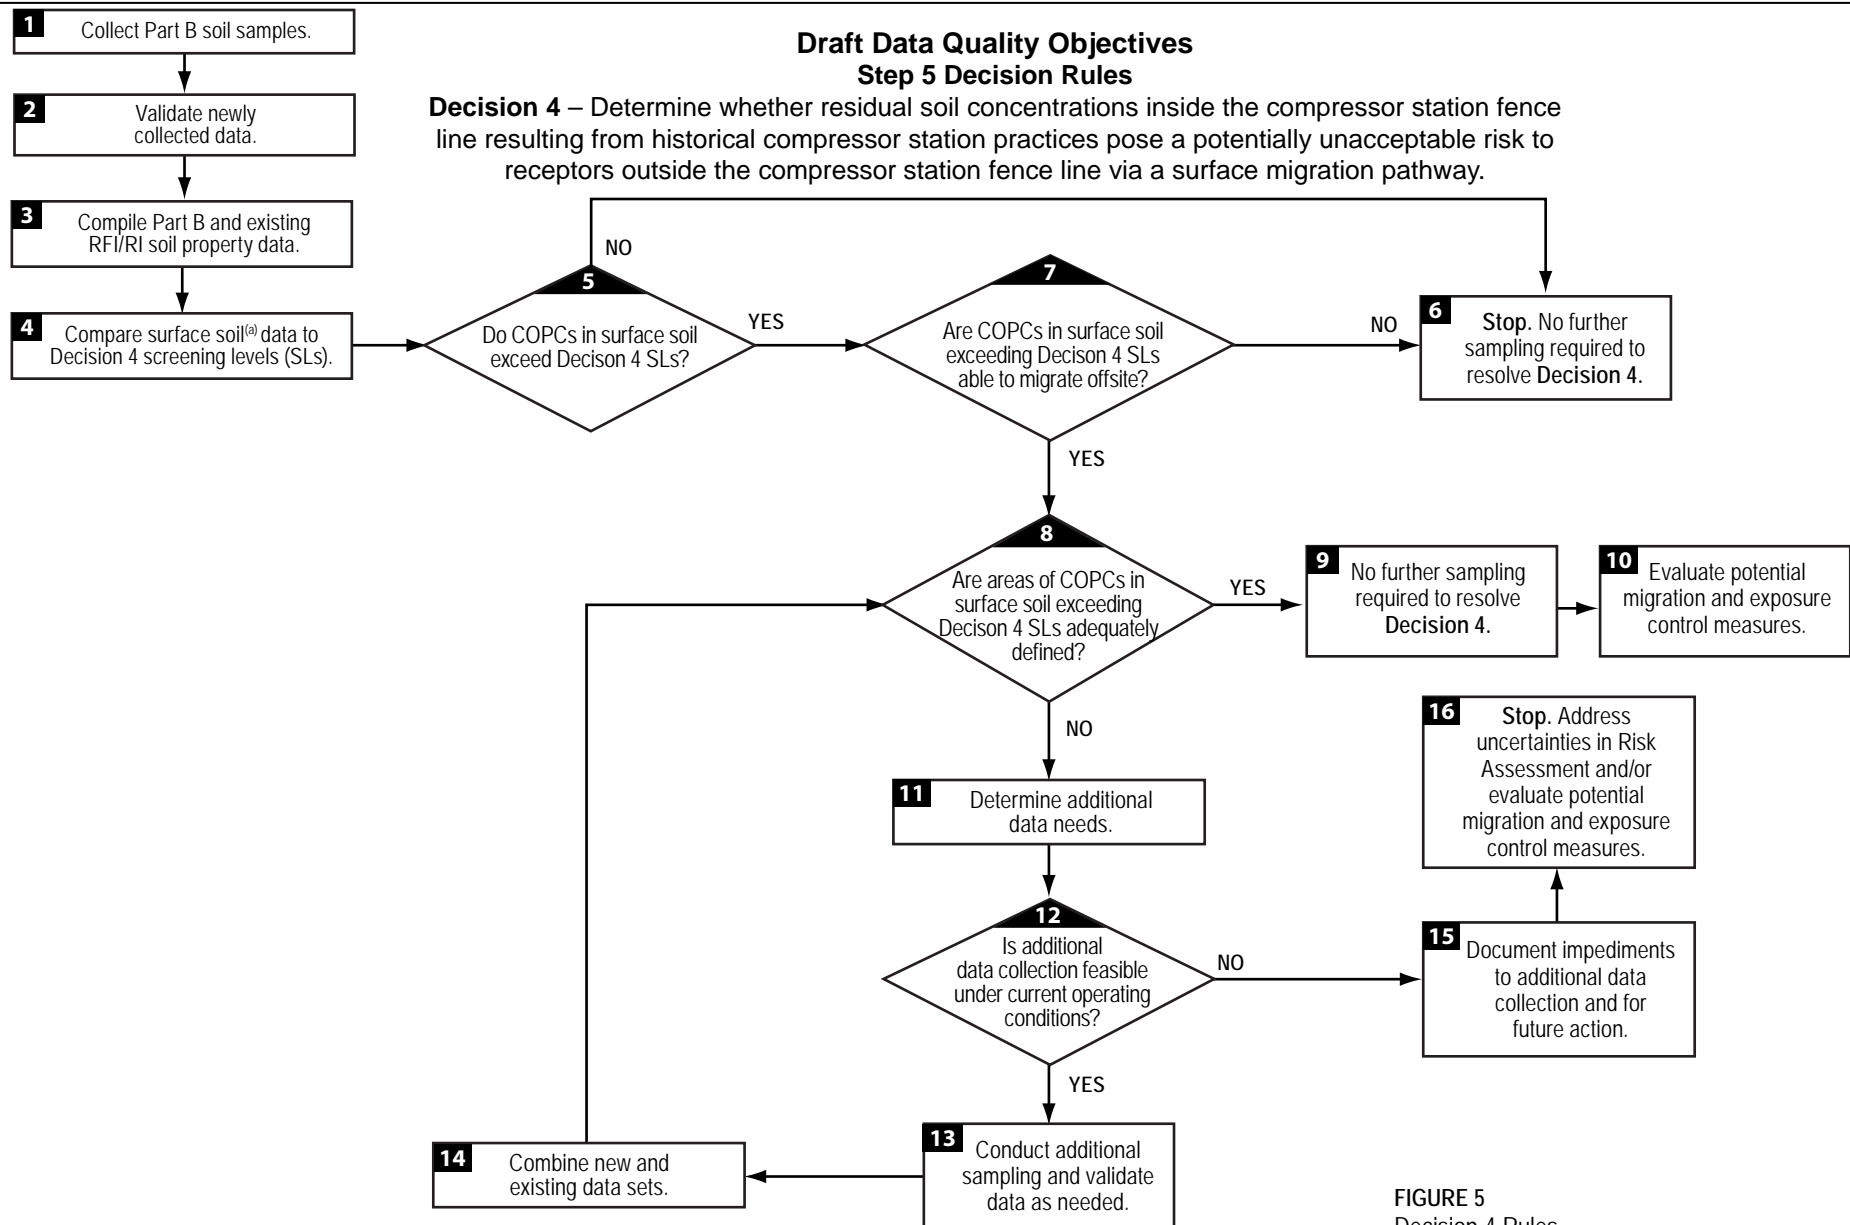 Draft Data Quality Objectives
Step 5 Decision Rules
Decision 4 – Determine whether residual soil concentrations inside the compressor station fence
line resulting from historical compressor station practices pose a potentially unacceptable risk to
receptors outside the compressor station fence line via a surface migration pathway.
1
Collect Part B soil samples.
2
Validate newly
collected data.
3
Compile Part B and existing
RFI/RI soil property data.
4
Compare surface soil(a) data to
Decision 4 screening levels (SLs).
5
Do COPCs in surface soil
exceed Decison 4 SLs?
NO
YES
7
Are COPCs in surface soil
exceeding Decison 4 SLs
able to migrate offsite?
NO
6
Stop. No further
sampling required to
resolve Decision 4.
YES
8
Are areas of COPCs in
surface soil exceeding
Decison 4 SLs adequately
defined?
YES
9
No further sampling
required to resolve
Decision 4.
10
Evaluate potential
migration and exposure
control measures.
NO
11
Determine additional
data needs.
12
Is additional
data collection feasible
under current operating
conditions?
NO
15
Document impediments
to additional data
collection and for
future action.
16
Stop. Address
uncertainties in Risk
Assessment and/or
evaluate potential
migration and exposure
control measures.
YES
13
Conduct additional
sampling and validate
data as needed.
14
Combine new and
existing data sets.
FIGURE 5
Decision 4 Rules